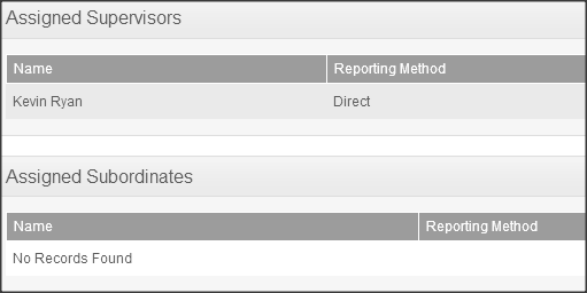 Assigned Supervisors
Name Reporting Method
Kevin Ryan Direct
Assigned Subordinates
Name Reporting Method
No Records Found